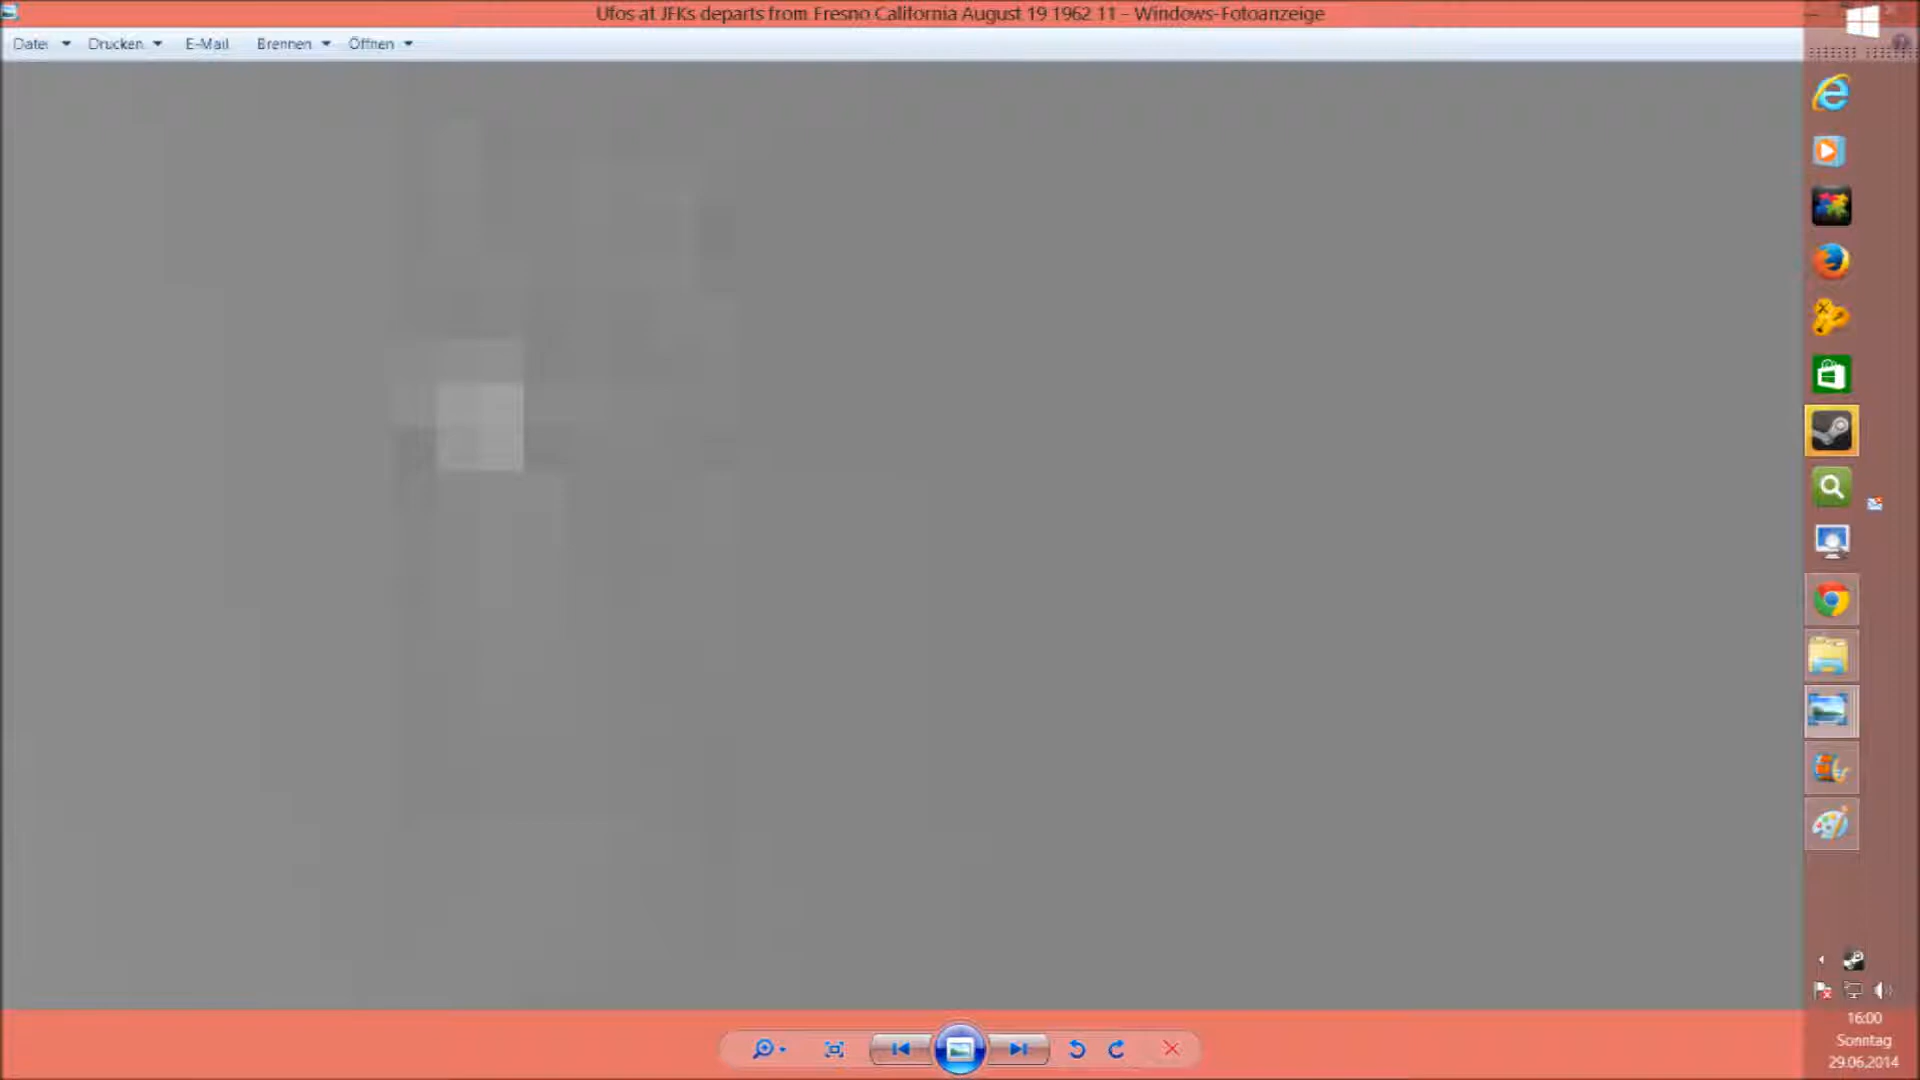 Ufos at JFKs departs from Fresno California August 19 1962 11 - Windows-Fotoanzeige
Datei Drucken E-Mail Brennen Öffnen
16:00
Sonntag
29.06.2014